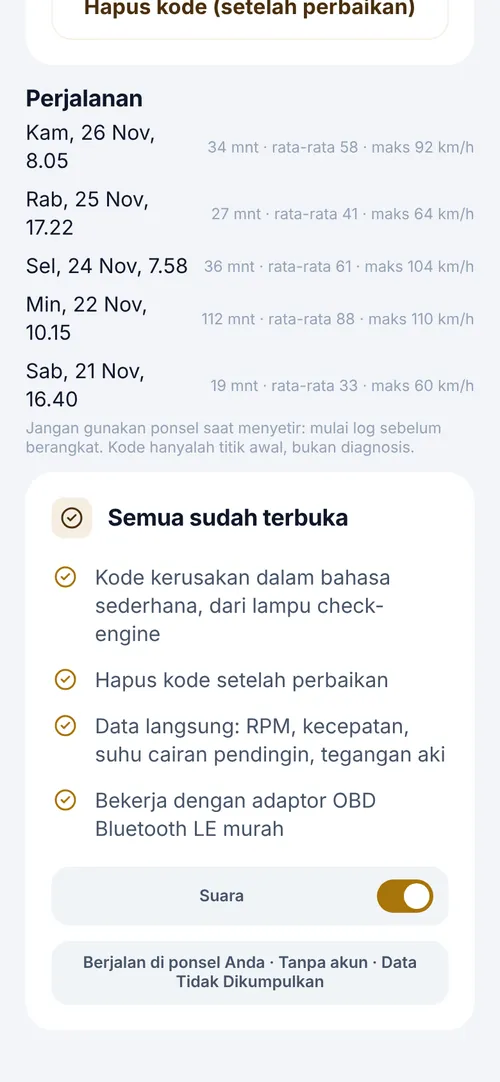 Hapus kode (setelah perbaikan)
Perjalanan
Kam, 26 Nov,
8.05
34 mnt · rata-rata 58 · maks 92 km/h
Rab, 25 Nov,
17.22
27 mnt · rata-rata 41 · maks 64 km/h
Sel, 24 Nov, 7.58
36 mnt · rata-rata 61 · maks 104 km/h
Min, 22 Nov,
10.15
112 mnt · rata-rata 88 · maks 110 km/h
Sab, 21 Nov,
16.40
19 mnt · rata-rata 33 · maks 60 km/h
Jangan gunakan ponsel saat menyetir: mulai log sebelum
berangkat. Kode hanyalah titik awal, bukan diagnosis.
Semua sudah terbuka
Kode kerusakan dalam bahasa
sederhana, dari lampu check-
engine
Hapus kode setelah perbaikan
Data langsung: RPM, kecepatan,
suhu cairan pendingin, tegangan aki
Bekerja dengan adaptor OBD
Bluetooth LE murah
Suara
Berjalan di ponsel Anda · Tanpa akun · Data
Tidak Dikumpulkan